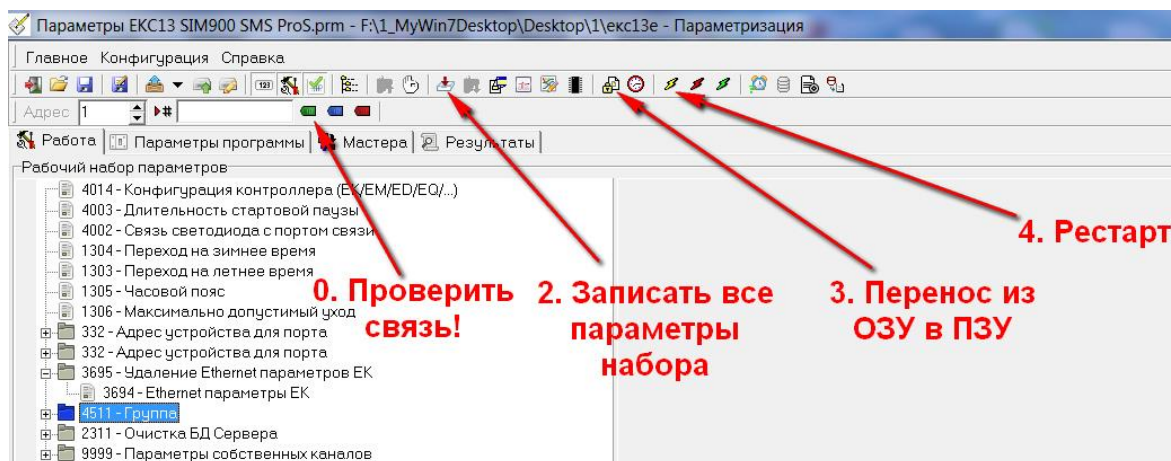 Параметры ЕКС13 SIM900 SMS ProS.prm - F:\1_MyWin7Desktop\Desktop\1\екс13е - Параметризация
Главное Конфигурация Справка
Адрес 1
Работа Параметры программы Мастера Результаты
Рабочий набор параметров
4014 - Конфигурация контроллера (EK/EM/ED/EQ/...)
4003 - Длительность стартовой паузы
4002 - Связь светодиода с портом связи
1304 - Переход на зимнее время
1303 - Переход на летнее время
1305 - Часовой пояс
1306 - Максимально допустимый уход
332 - Адрес устройства для порта
332 - Адрес устройства для порта
3695 - Удаление Ethernet параметров ЕК
3694 - Ethernet параметры ЕК
4511 - Группа
2311 - Очистка БД Сервера
9999 - Параметры собственных каналов
0. Проверить
связь!
2. Записать все
параметры
набора
3. Перенос из
ОЗУ в ПЗУ
4. Рестарт